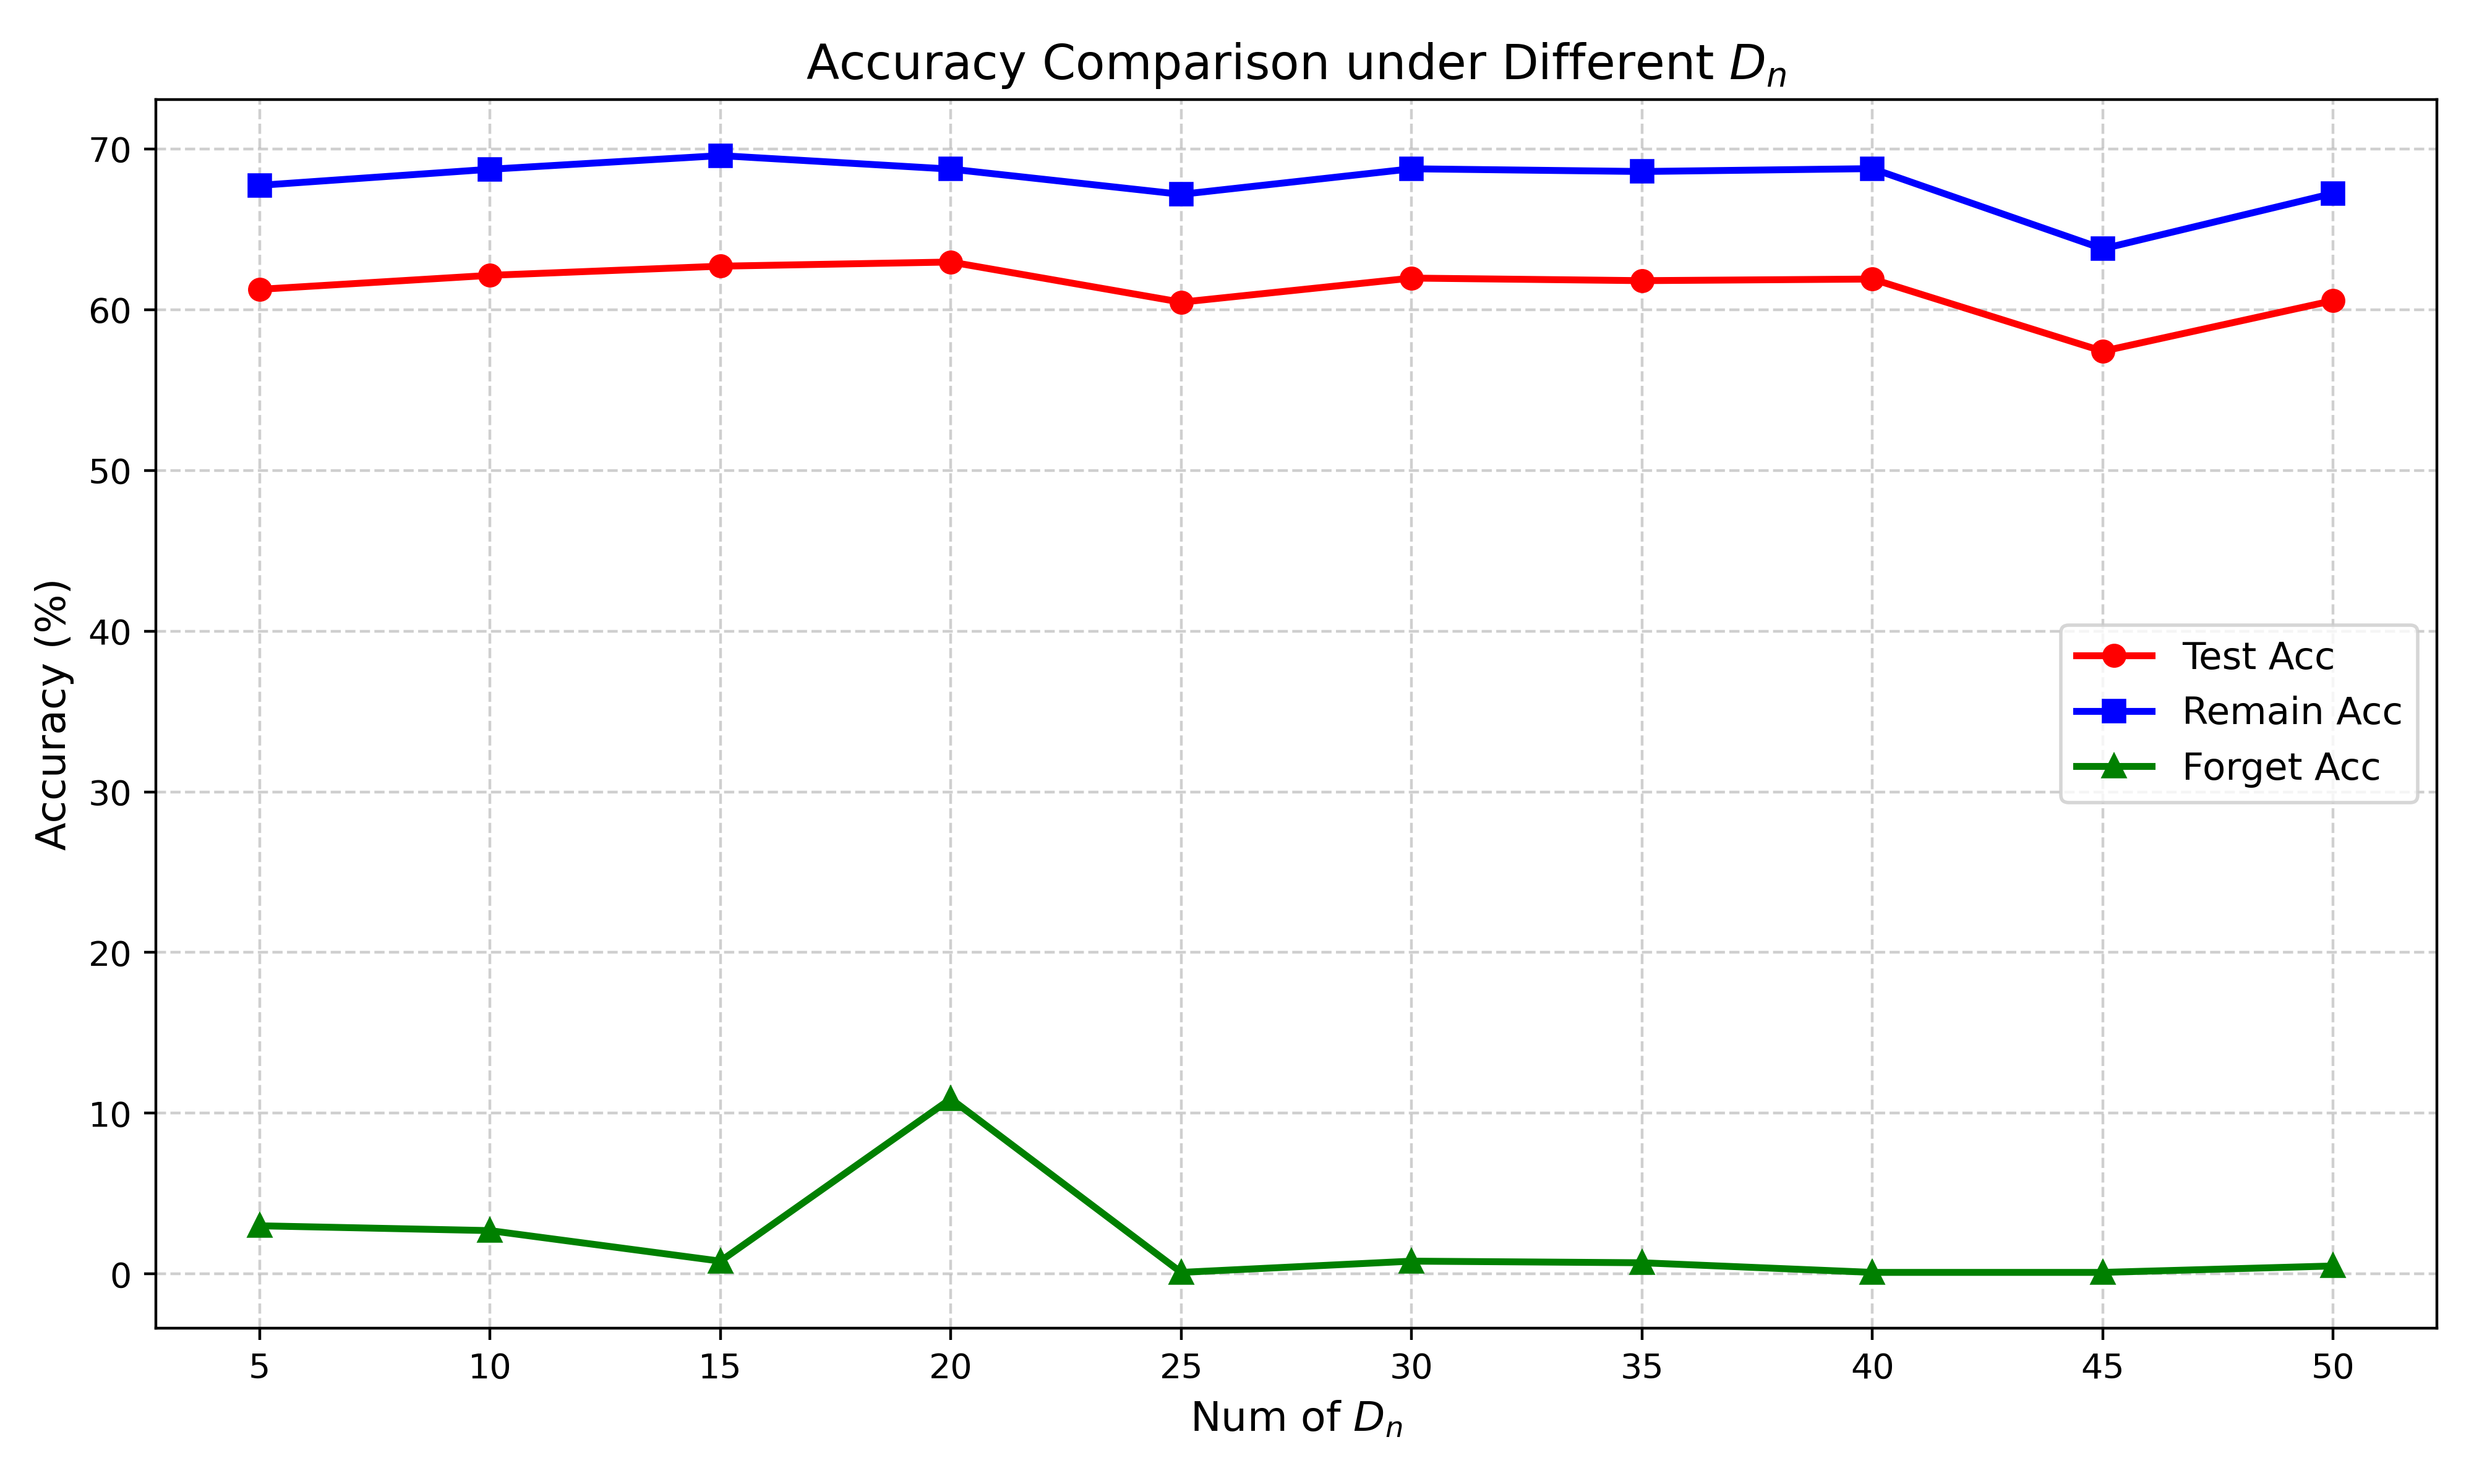 Accuracy Comparison under Different Dₙ
Accuracy (%)
70
60
50
40
30
20
10
0
Test Acc
Remain Acc
Forget Acc
5 10 15 20 25 30 35 40 45 50
Num of Dₙ